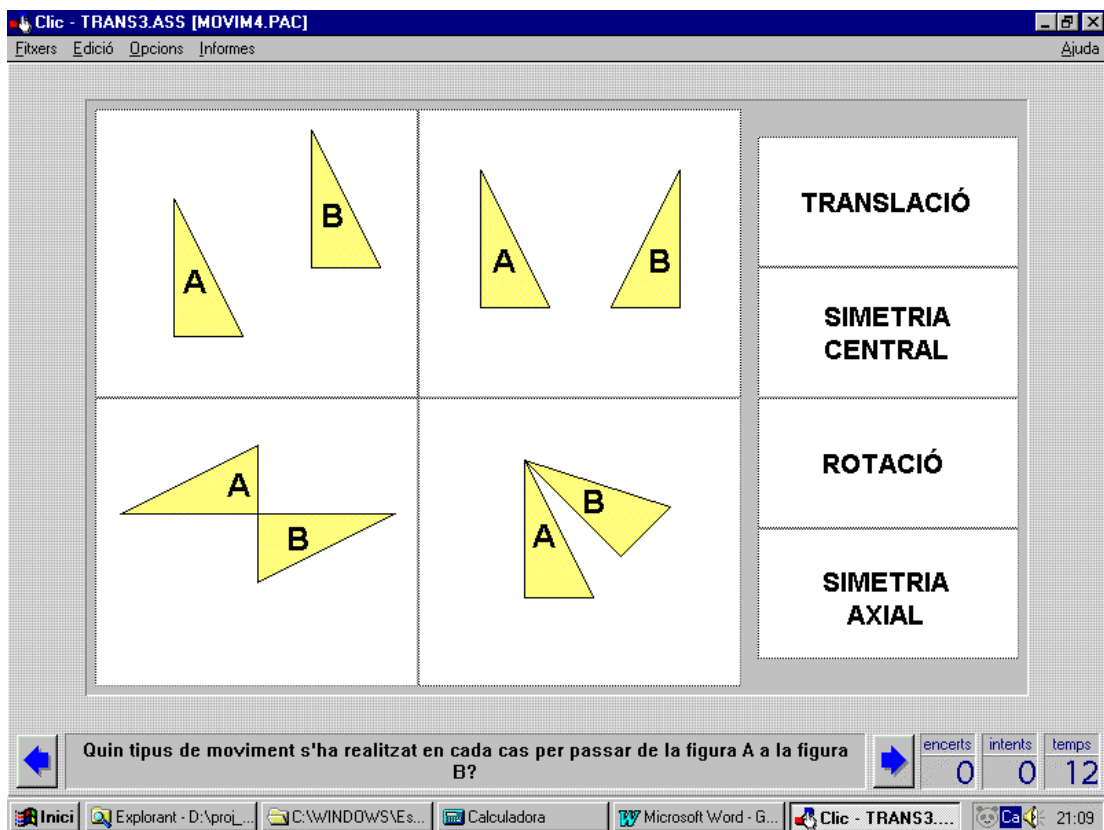 Clic - TRANS3.ASS [MOVIM4.PAC]
Fitxers Edició Opcions Informes Ajuda
A
B
A
B
A
B
A
B
TRANSLACIÓ
SIMETRIA
CENTRAL
ROTACIÓ
SIMETRIA
AXIAL
Quin tipus de moviment s'ha realitzat en cada cas per passar de la figura A a la figura
B?
encerts intents temps
0 0 12
Inici Explorant - D:\proj_... C:\WINDOWS\Es... Calculadora Microsoft Word - G... Clic - TRANS3.... Ca 21:09